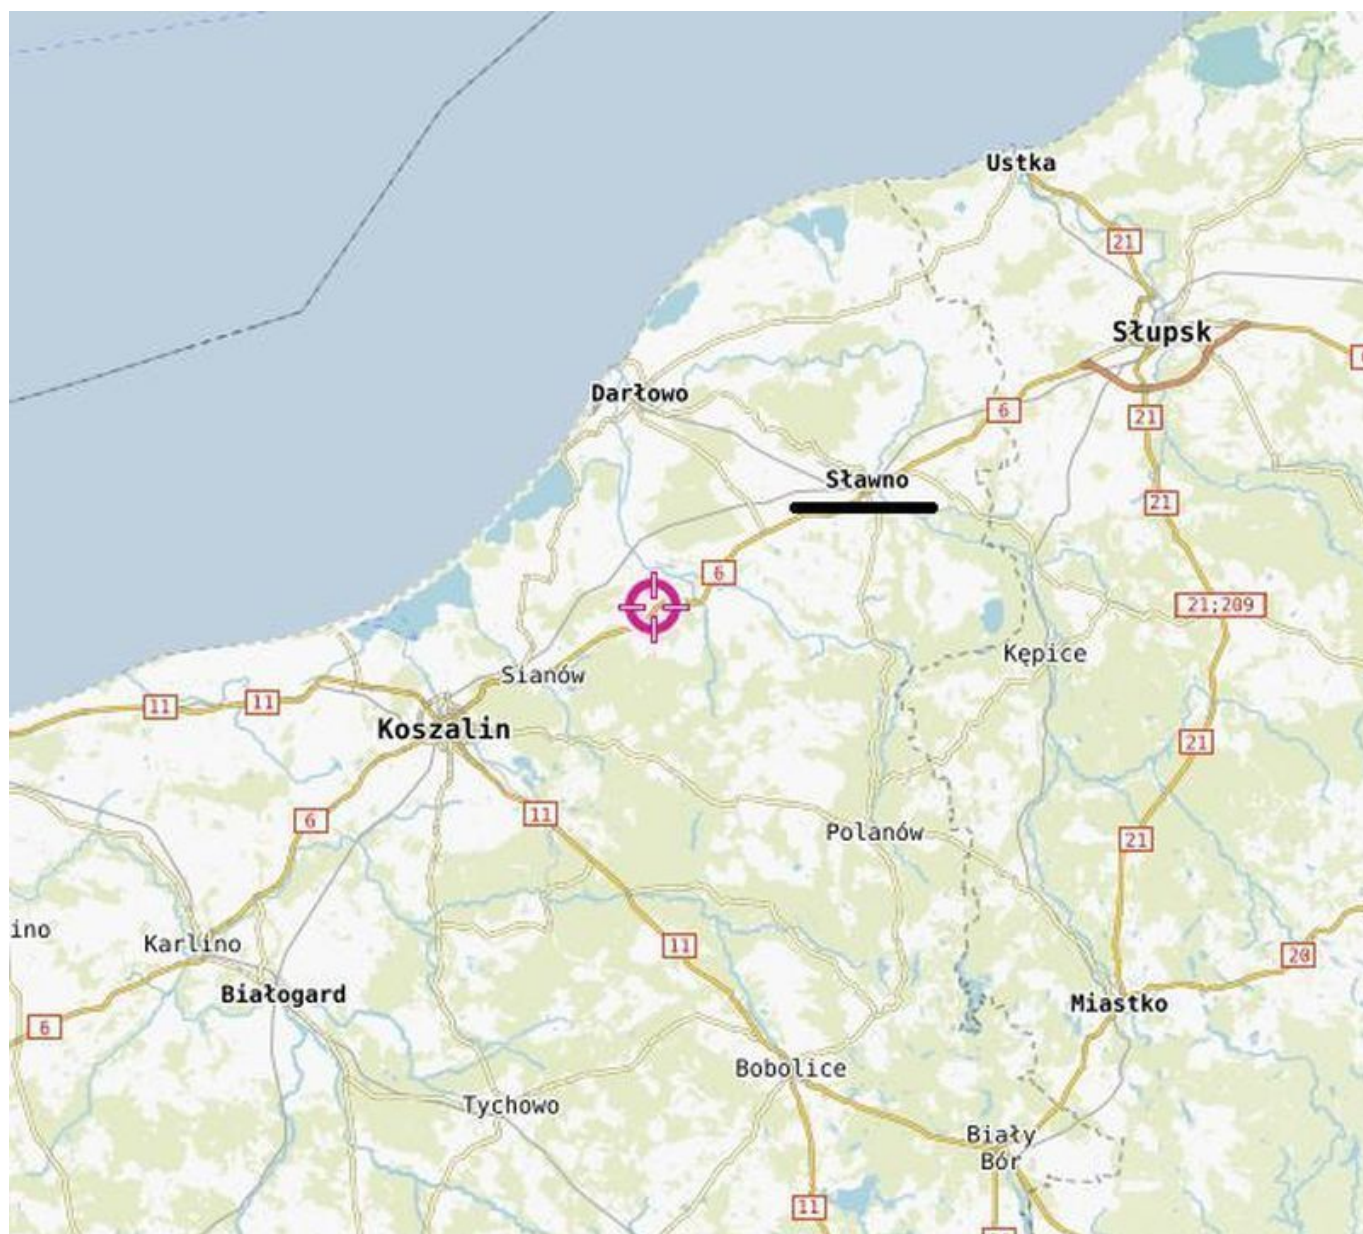 Ustka
21
Słupsk
Darłowo
6
21
Sławno
21
6
21;209
Kępice
Sianów
11
11
Koszalin
21
6
11
Polanów
21
ino
Karlino
11
20
Białogard
Miastko
6
Bobolice
Tychowo
Biały
Bór
11